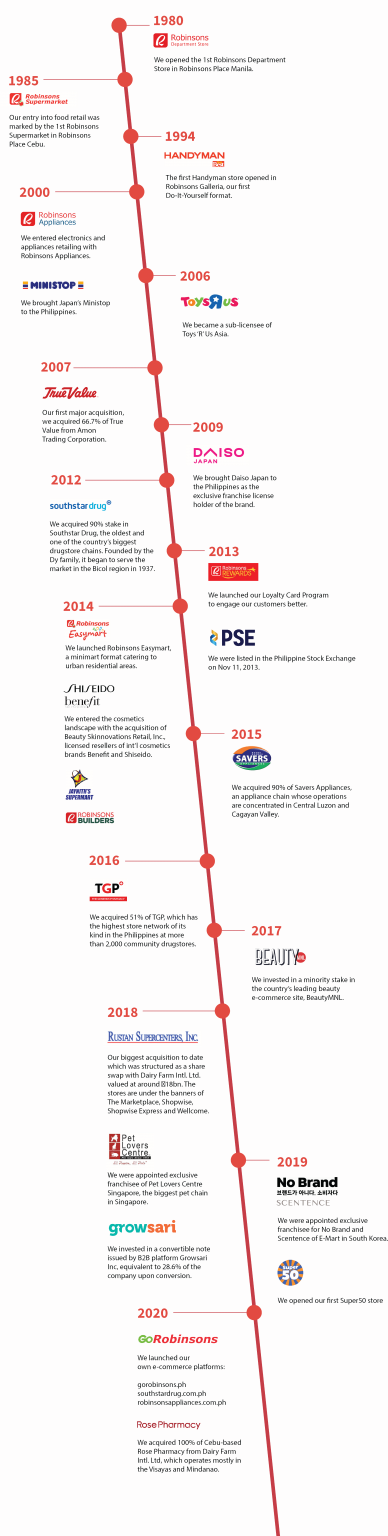 1980
Robinsons
Department Store
We opened the 1st Robinsons Department
Store in Robinsons Place Manila.
1985
Robinsons
Supermarket
Our entry into food retail was
marked by the 1st Robinsons
Supermarket in Robinsons
Place Cebu.
1994
HANDYMAN
The first Handyman store opened in
Robinsons Galleria, our first
Do-It-Yourself format.
2000
Robinsons
Appliances
We entered electronics and
appliances retailing with
Robinsons Appliances.
MINISTOP
We brought Japan's Ministop
to the Philippines.
2006
ToysRus
We became a sub-licensee of
Toys 'R' Us Asia.
2007
TrueValue
Our first major acquisition,
we acquired 66.7% of True
Value from Amon
Trading Corporation.
2009
DAISO
JAPAN
We brought Daiso Japan to
the Philippines as the
exclusive franchise license
holder of the brand.
2012
southstardrug
We acquired 90% stake in
Southstar Drug, the oldest and
one of the country's biggest
drugstore chains. Founded by the
Dy family, it began to serve the
market in the Bicol region in 1937.
2013
Robinsons
REWARDS
We launched our Loyalty Card Program
to engage our customers better.
PSE
We were listed in the Philippine Stock Exchange
on Nov 11, 2013.
2014
Robinsons
Easymart
We launched Robinsons Easymart,
a minimart format catering to
urban residential areas.
SHISEIDO
benefit
We entered the cosmetics
landscape with the acquisition of
Beauty Skinnovations Retail, Inc.,
licensed resellers of int'l cosmetics
brands Benefit and Shiseido.
JAYNITH'S
SUPERMART
ROBINSONS
BUILDERS
2015
SAVERS
We acquired 90% of Savers Appliances,
an appliance chain whose operations
are concentrated in Central Luzon and
Cagayan Valley.
2016
TGP
We acquired 51% of TGP, which has
the highest store network of its
kind in the Philippines at more
than 2,000 community drugstores.
2017
BEAUTY MNL
We invested in a minority stake in
the country's leading beauty
e-commerce site, BeautyMNL.
2018
RUSTAN SUPERCENTERS, INC.
Our biggest acquisition to date
which was structured as a share
swap with Dairy Farm Intl. Ltd.
valued at around 18bn. The
stores are under the banners of
The Marketplace, Shopwise,
Shopwise Express and Wellcome.
Pet
Lovers
Centre
We were appointed exclusive
franchisee of Pet Lovers Centre
Singapore, the biggest pet chain
in Singapore.
growsari
We invested in a convertible note
issued by B2B platform Growsari
Inc, equivalent to 28.6% of the
company upon conversion.
2019
No Brand
브랜드가 아니다. 소비자다
SCENTENCE
We were appointed exclusive
franchisee for No Brand and
Scentence of E-Mart in South Korea.
Super
50
We opened our first Super50 store
2020
GoRobinsons
We launched our
own e-commerce platforms:
gorobinsons.ph
southstardrug.com.ph
robinsonsappliances.com.ph
Rose Pharmacy
We acquired 100% of Cebu-based
Rose Pharmacy from Dairy Farm
Intl. Ltd, which operates mostly in
the Visayas and Mindanao.